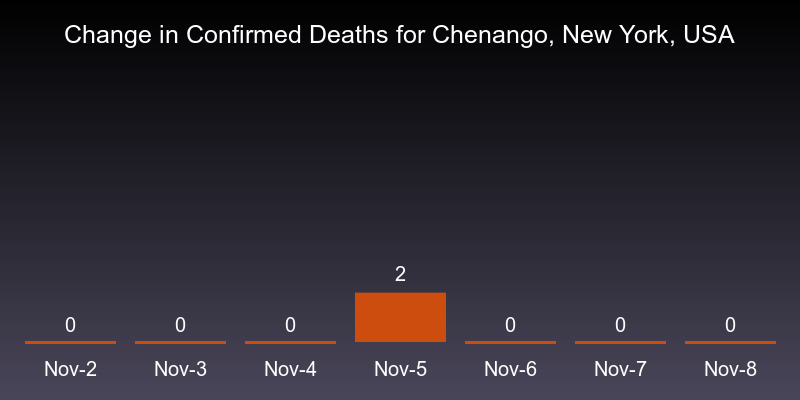 Change in Confirmed Deaths for Chenango, New York, USA
2
0 0 0 0 0 0
Nov-2 Nov-3 Nov-4 Nov-5 Nov-6 Nov-7 Nov-8